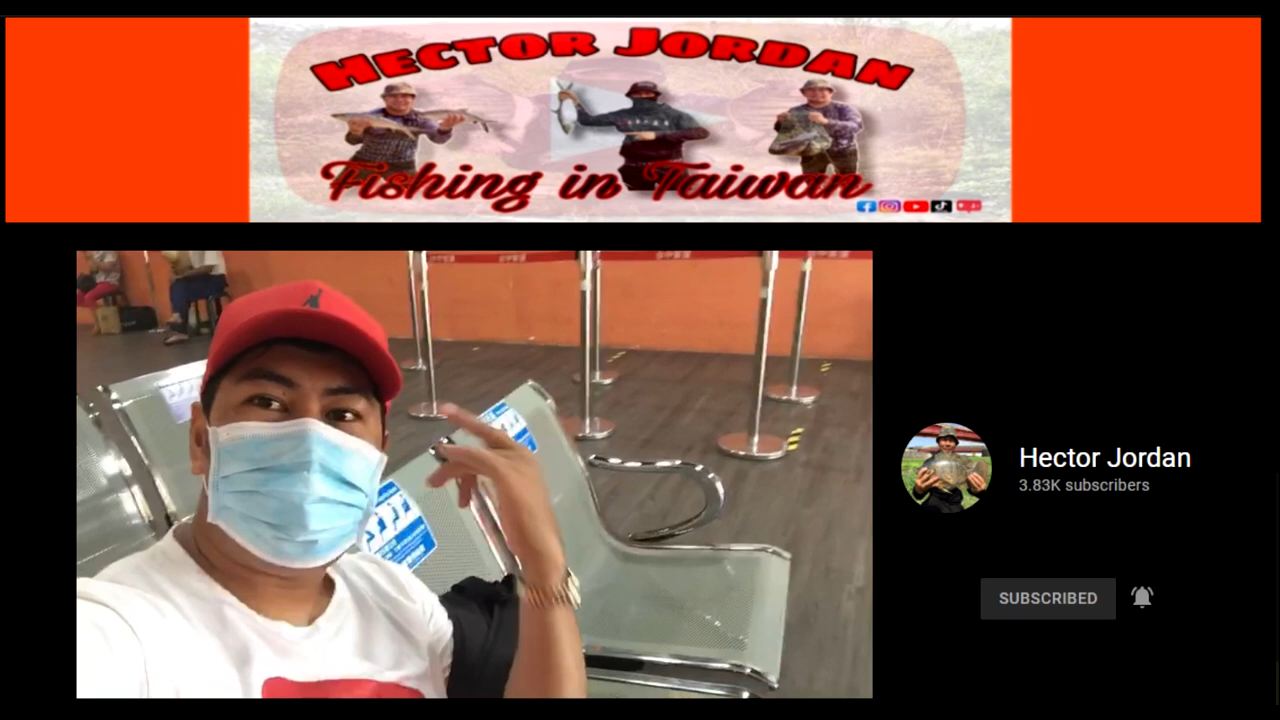 HECTOR JORDAN
Fishing in Taiwan
Hector Jordan
3.83K subscribers
SUBSCRIBED